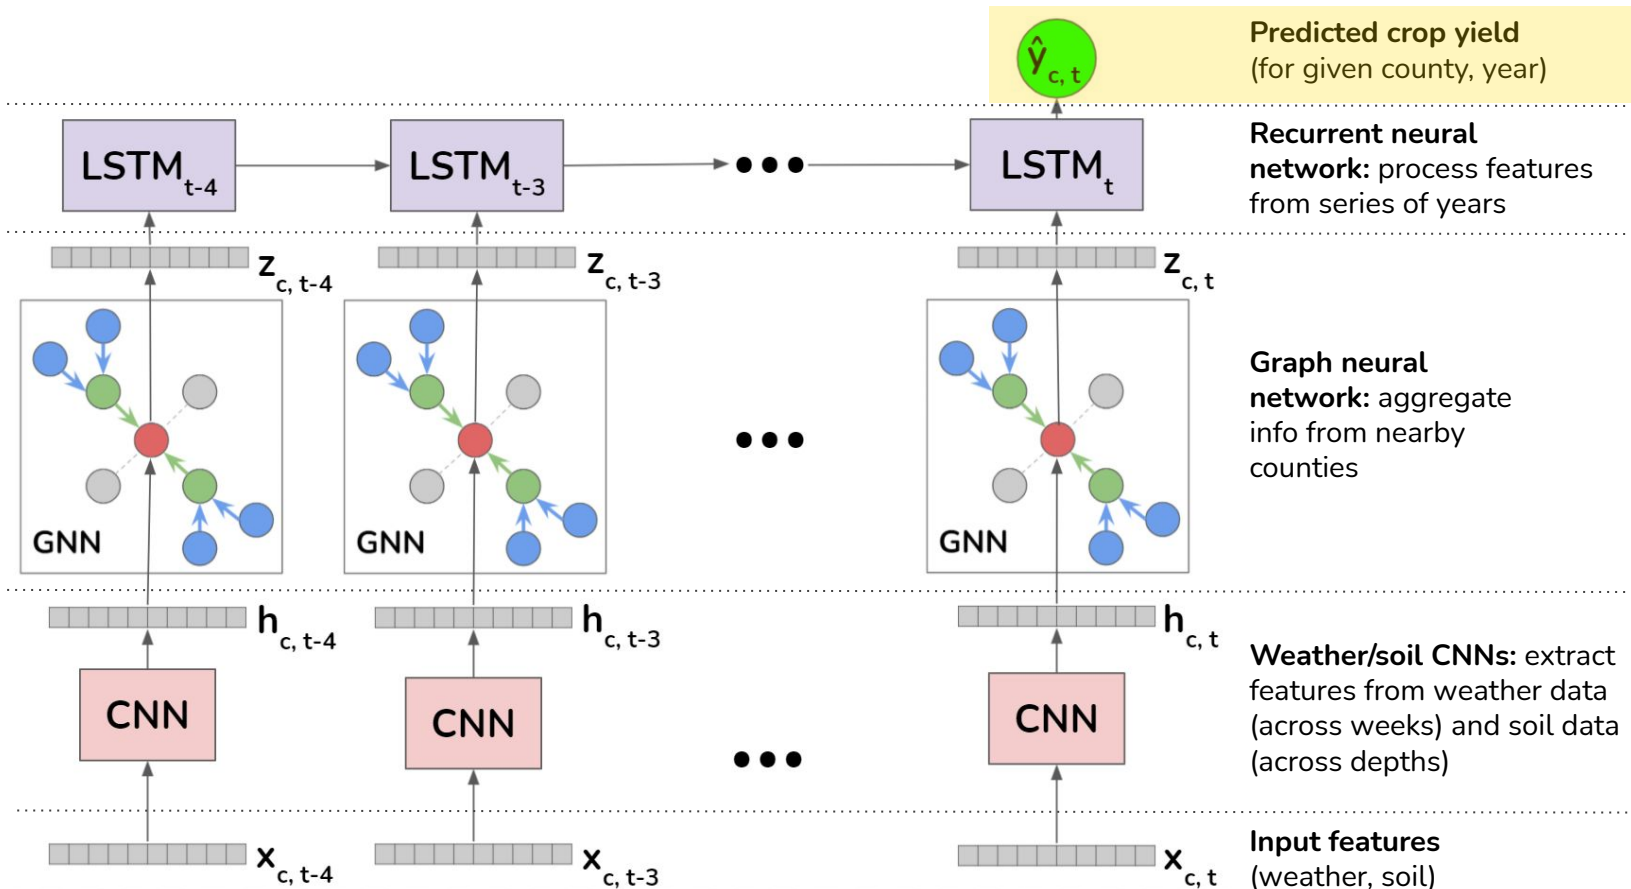 ŷc, t
Predicted crop yield
(for given county, year)
LSTMt-4
LSTMt-3
LSTMt
Recurrent neural
network: process features
from series of years
zc, t-4
zc, t-3
zc, t
GNN
GNN
GNN
Graph neural
network: aggregate
info from nearby
counties
hc, t-4
hc, t-3
hc, t
CNN
CNN
CNN
Weather/soil CNNs: extract
features from weather data
(across weeks) and soil data
(across depths)
xc, t-4
xc, t-3
xc, t
Input features
(weather, soil)